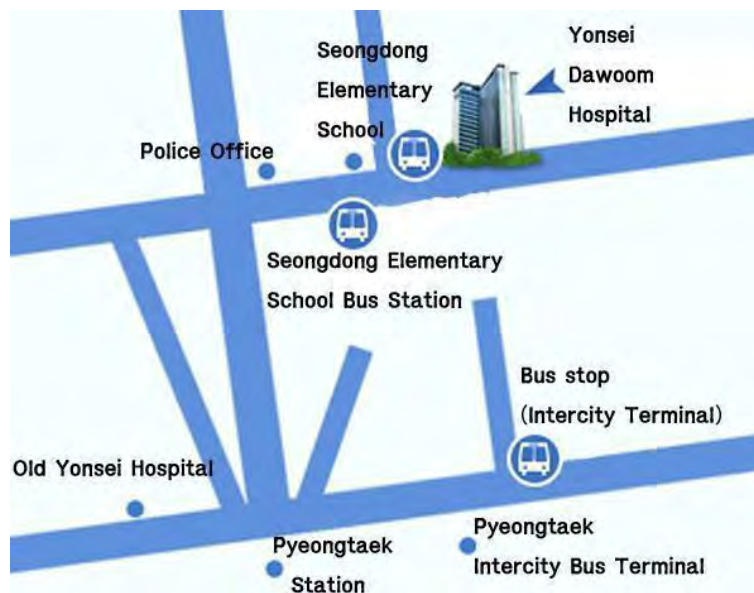 Seongdong
Elementary
School
Yonsei
Dawoom
Hospital
Police Office
Seongdong Elementary
School Bus Station
Bus stop
(Intercity Terminal)
Old Yonsei Hospital
Pyeongtaek
Station
Pyeongtaek
Intercity Bus Terminal